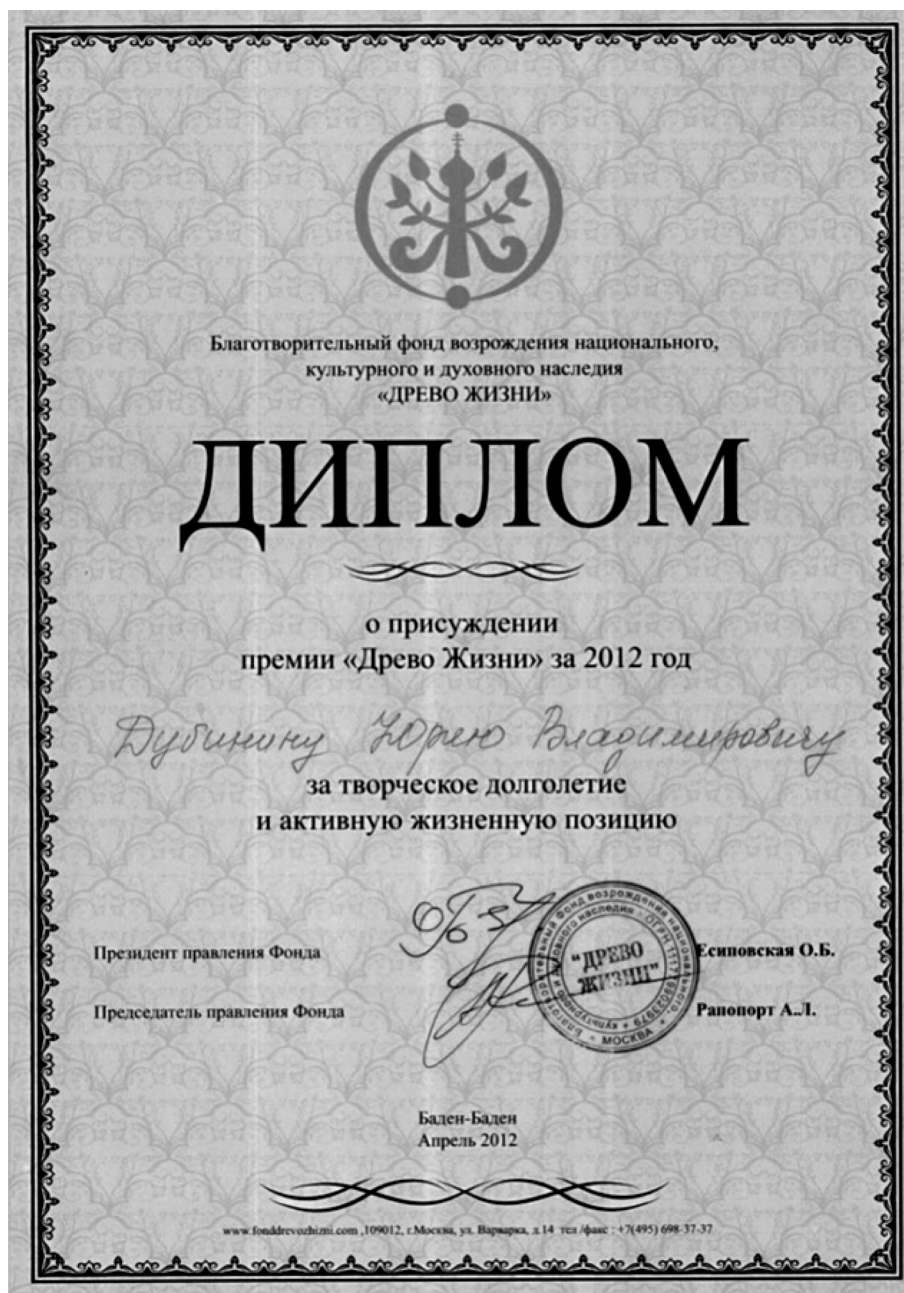 Благотворительный фонд возрождения национального,
культурного и духовного наследия
«ДРЕВО ЖИЗНИ»
ДИПЛОМ
о присуждении
премии «Древо Жизни» за 2012 год
Дубинину Юрию Владимировичу
за творческое долголетие
и активную жизненную позицию
Президент правления Фонда
Есиповская О.Б.
Председатель правления Фонда
Рапопорт А.Л.
"ДРЕВО
ЖИЗНИ"
МОСКВА
Баден-Баден
Апрель 2012
www.fonddrevozhizni.com ,109012, г.Москва, ул. Варварка, д.14 тел /факс : +7(495) 698-37-37